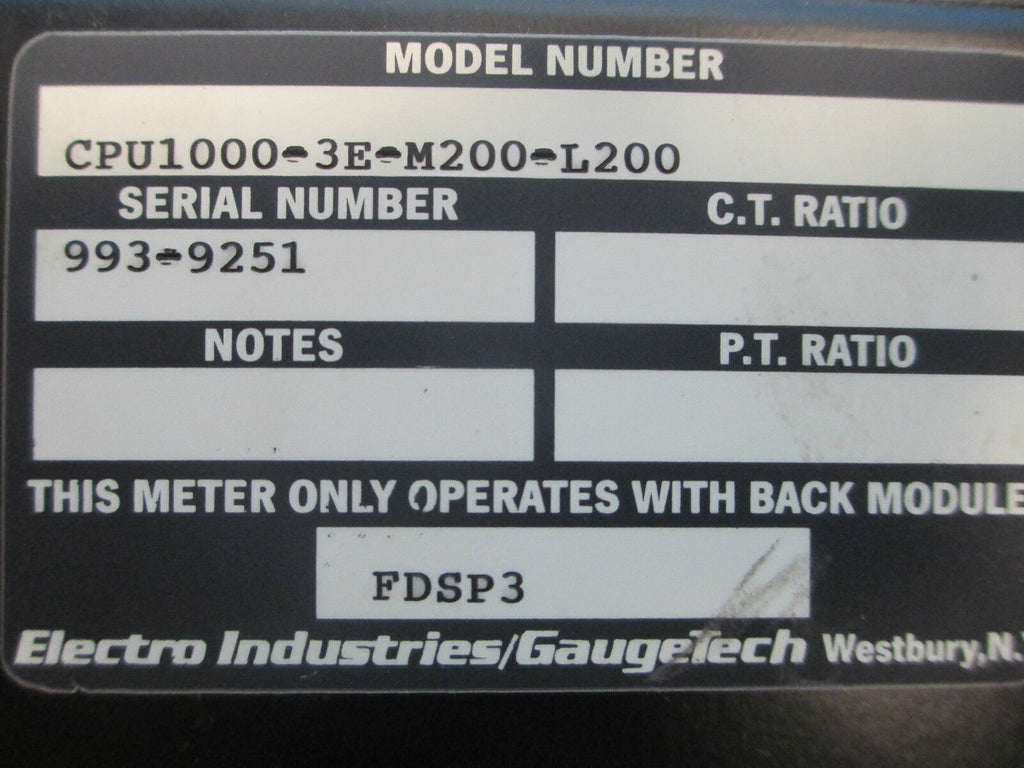 MODEL NUMBER
CPU1000-3E-M200-L200
SERIAL NUMBER C.T. RATIO
993-9251
NOTES P.T. RATIO
THIS METER ONLY OPERATES WITH BACK MODULE
FDSP3
Electro Industries/GaugeTech Westbury,N.